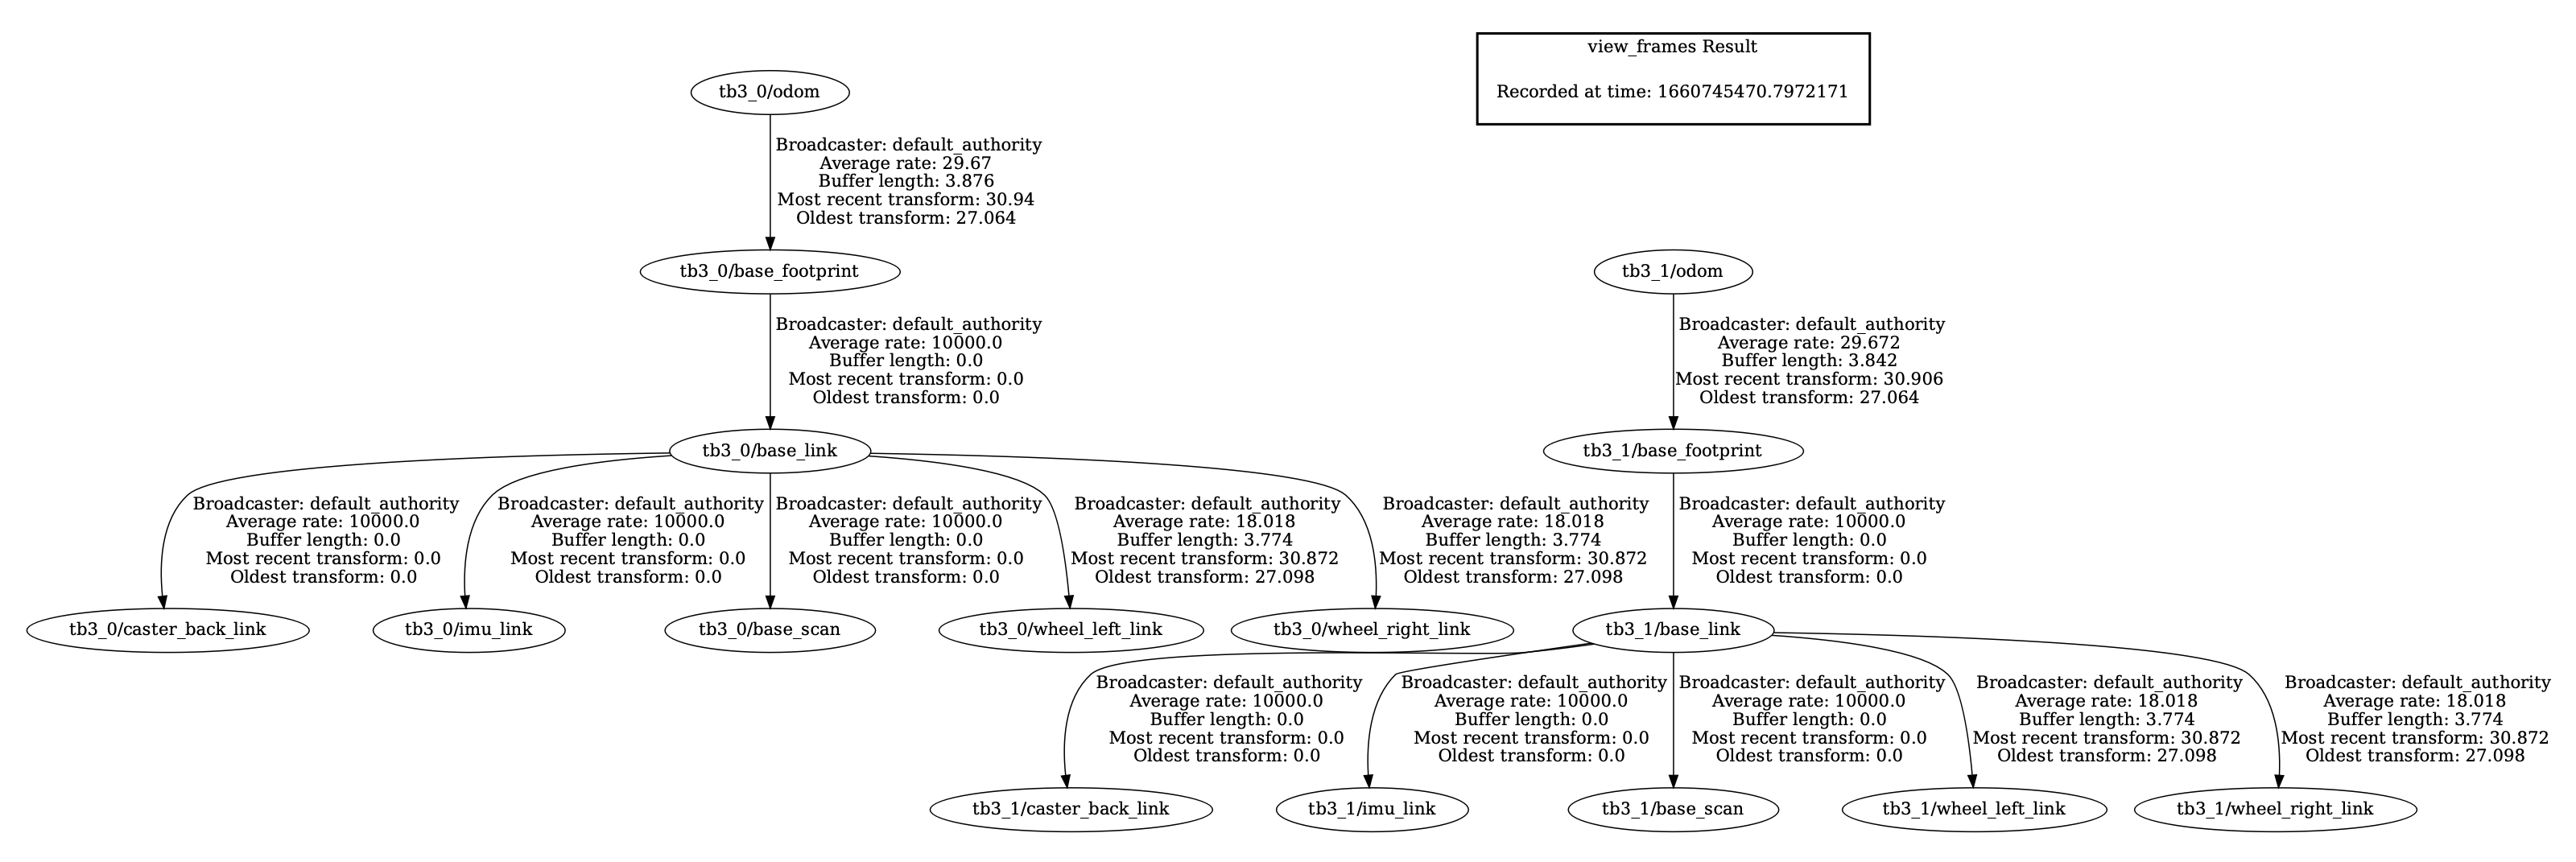 view_frames Result
Recorded at time: 1660745470.7972171
tb3_0/odom
Broadcaster: default_authority
Average rate: 29.67
Buffer length: 3.876
Most recent transform: 30.94
Oldest transform: 27.064
tb3_0/base_footprint
Broadcaster: default_authority
Average rate: 10000.0
Buffer length: 0.0
Most recent transform: 0.0
Oldest transform: 0.0
tb3_0/base_link
Broadcaster: default_authority
Average rate: 10000.0
Buffer length: 0.0
Most recent transform: 0.0
Oldest transform: 0.0
tb3_0/caster_back_link
Broadcaster: default_authority
Average rate: 10000.0
Buffer length: 0.0
Most recent transform: 0.0
Oldest transform: 0.0
tb3_0/imu_link
Broadcaster: default_authority
Average rate: 10000.0
Buffer length: 0.0
Most recent transform: 0.0
Oldest transform: 0.0
tb3_0/base_scan
Broadcaster: default_authority
Average rate: 18.018
Buffer length: 3.774
Most recent transform: 30.872
Oldest transform: 27.098
tb3_0/wheel_left_link
Broadcaster: default_authority
Average rate: 18.018
Buffer length: 3.774
Most recent transform: 30.872
Oldest transform: 27.098
tb3_0/wheel_right_link
tb3_1/odom
Broadcaster: default_authority
Average rate: 29.672
Buffer length: 3.842
Most recent transform: 30.906
Oldest transform: 27.064
tb3_1/base_footprint
Broadcaster: default_authority
Average rate: 10000.0
Buffer length: 0.0
Most recent transform: 0.0
Oldest transform: 0.0
tb3_1/base_link
Broadcaster: default_authority
Average rate: 10000.0
Buffer length: 0.0
Most recent transform: 0.0
Oldest transform: 0.0
tb3_1/caster_back_link
Broadcaster: default_authority
Average rate: 10000.0
Buffer length: 0.0
Most recent transform: 0.0
Oldest transform: 0.0
tb3_1/imu_link
Broadcaster: default_authority
Average rate: 10000.0
Buffer length: 0.0
Most recent transform: 0.0
Oldest transform: 0.0
tb3_1/base_scan
Broadcaster: default_authority
Average rate: 18.018
Buffer length: 3.774
Most recent transform: 30.872
Oldest transform: 27.098
tb3_1/wheel_left_link
Broadcaster: default_authority
Average rate: 18.018
Buffer length: 3.774
Most recent transform: 30.872
Oldest transform: 27.098
tb3_1/wheel_right_link